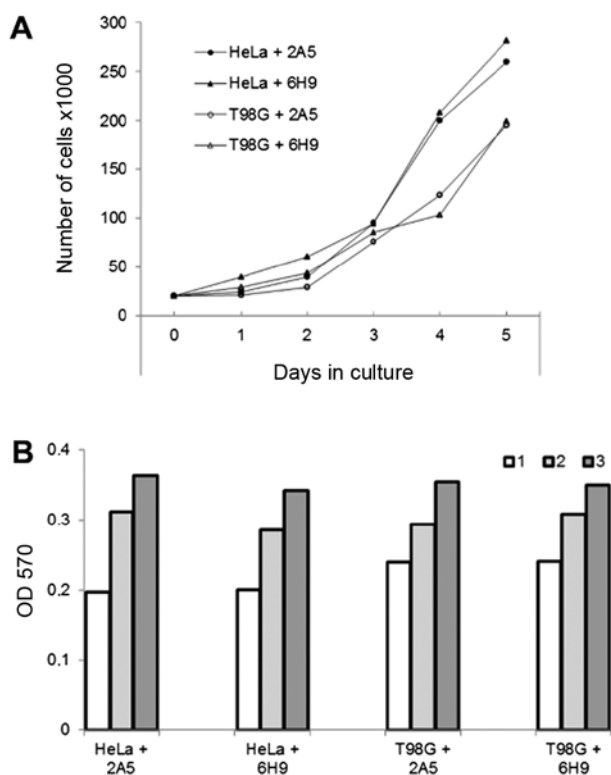 A
300
250
200
150
100
50
0
Number of cells x1000
HeLa + 2A5
HeLa + 6H9
T98G + 2A5
T98G + 6H9
0 1 2 3 4 5
Days in culture
B
0.4
0.3
0.2
0.1
0
OD 570
1 2 3
HeLa +
2A5
HeLa +
6H9
T98G +
2A5
T98G +
6H9